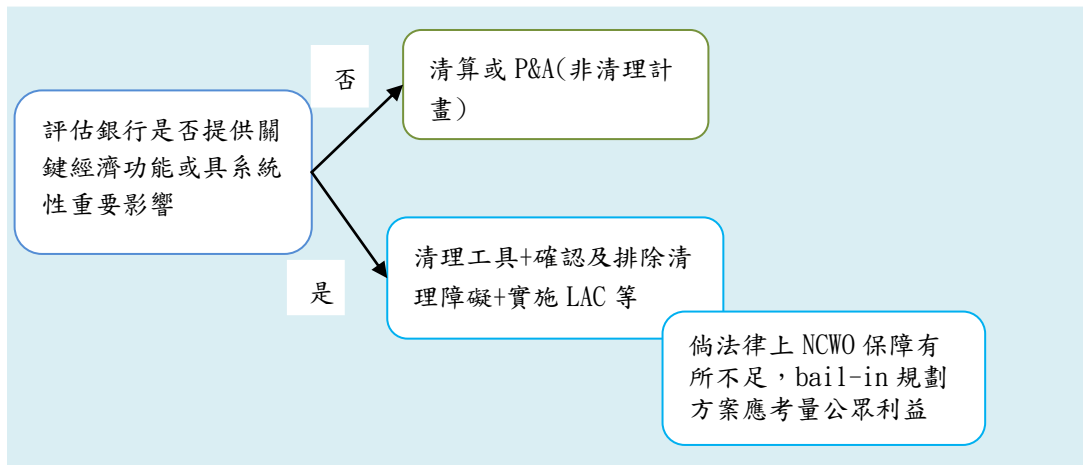 否
清算或 P&A(非清理計
畫)
評估銀行是否提供關
鍵經濟功能或具系統
性重要影響
是
清理工具+確認及排除清
理障礙+實施 LAC 等
倘法律上 NCWO 保障有
所不足，bail-in 規劃
方案應考量公眾利益